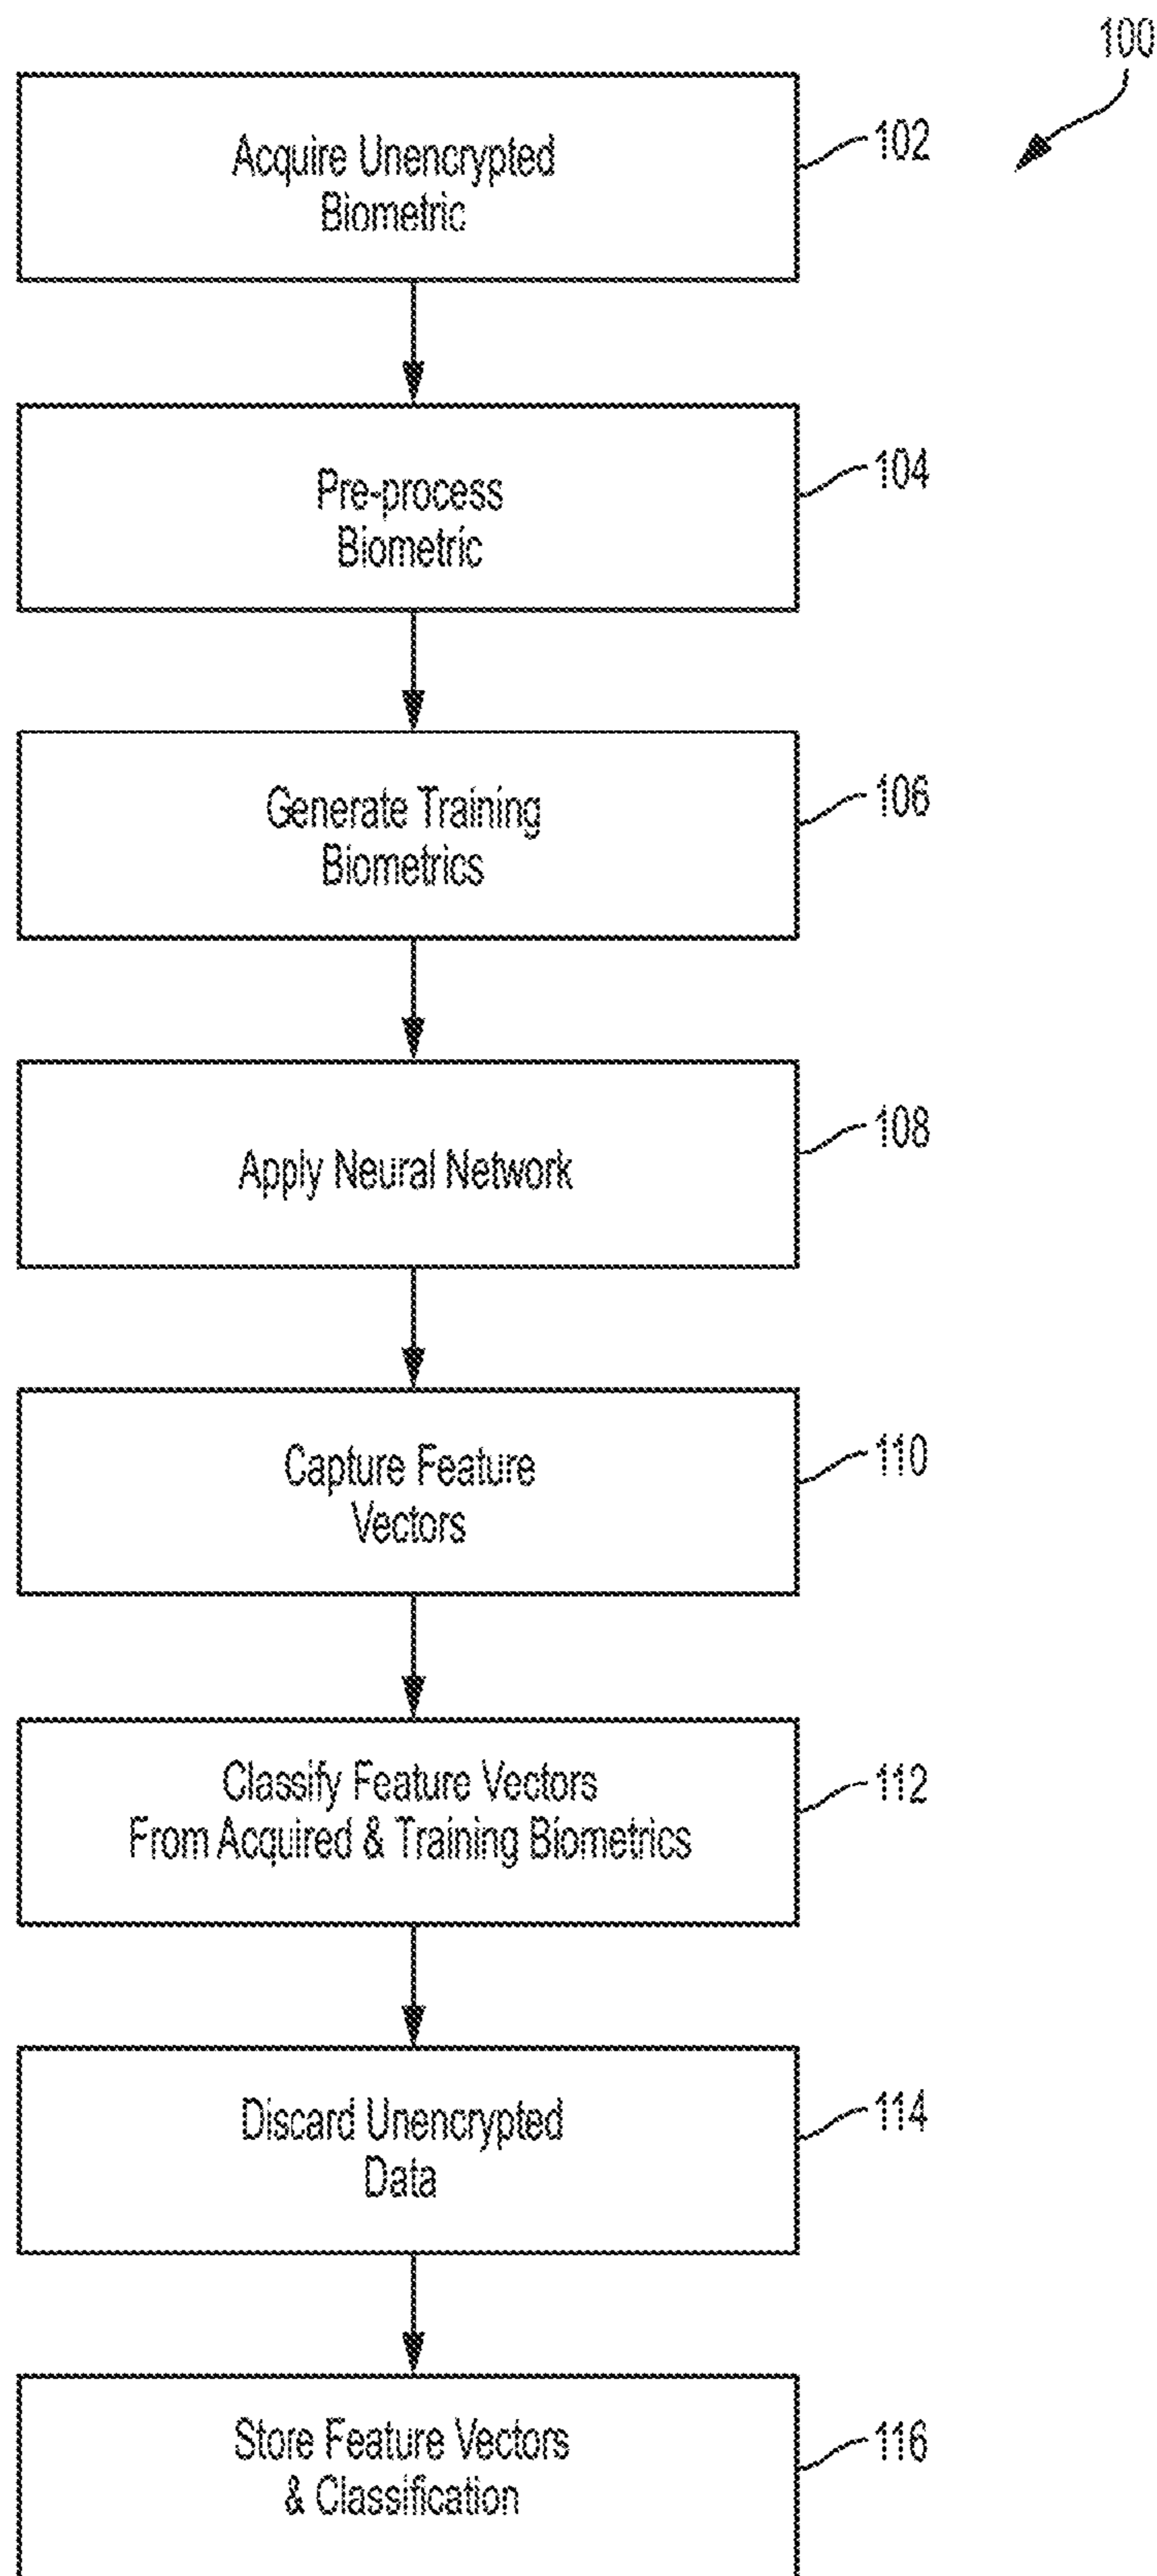 100
Acquire Unencrypted
Biometric
102
Pre-process
Biometric
104
Generate Training
Biometrics
106
Apply Neural Network
108
Capture Feature
Vectors
110
Classify Feature Vectors
From Acquired & Training Biometrics
112
Discard Unencrypted
Data
114
Store Feature Vectors
& Classification
116